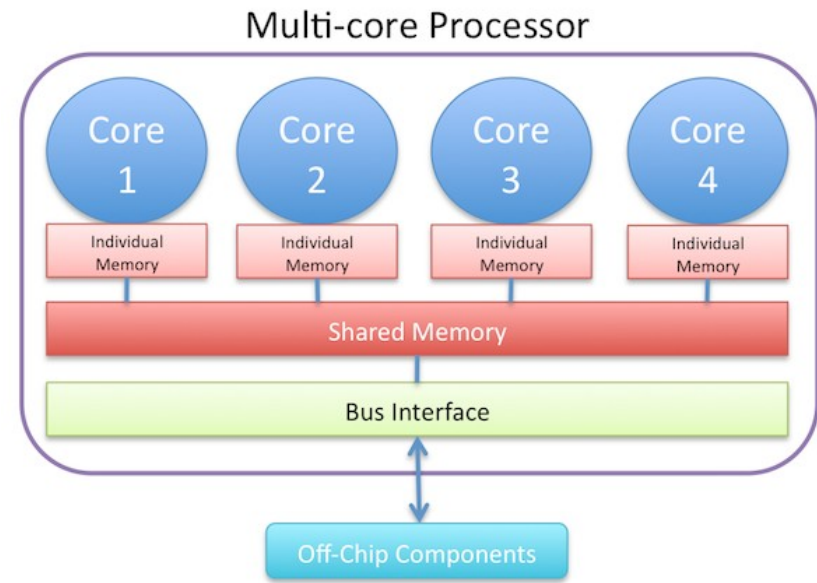 Multi-core Processor
Core
1
Core
2
Core
3
Core
4
Individual
Memory
Individual
Memory
Individual
Memory
Individual
Memory
Shared Memory
Bus Interface
Off-Chip Components